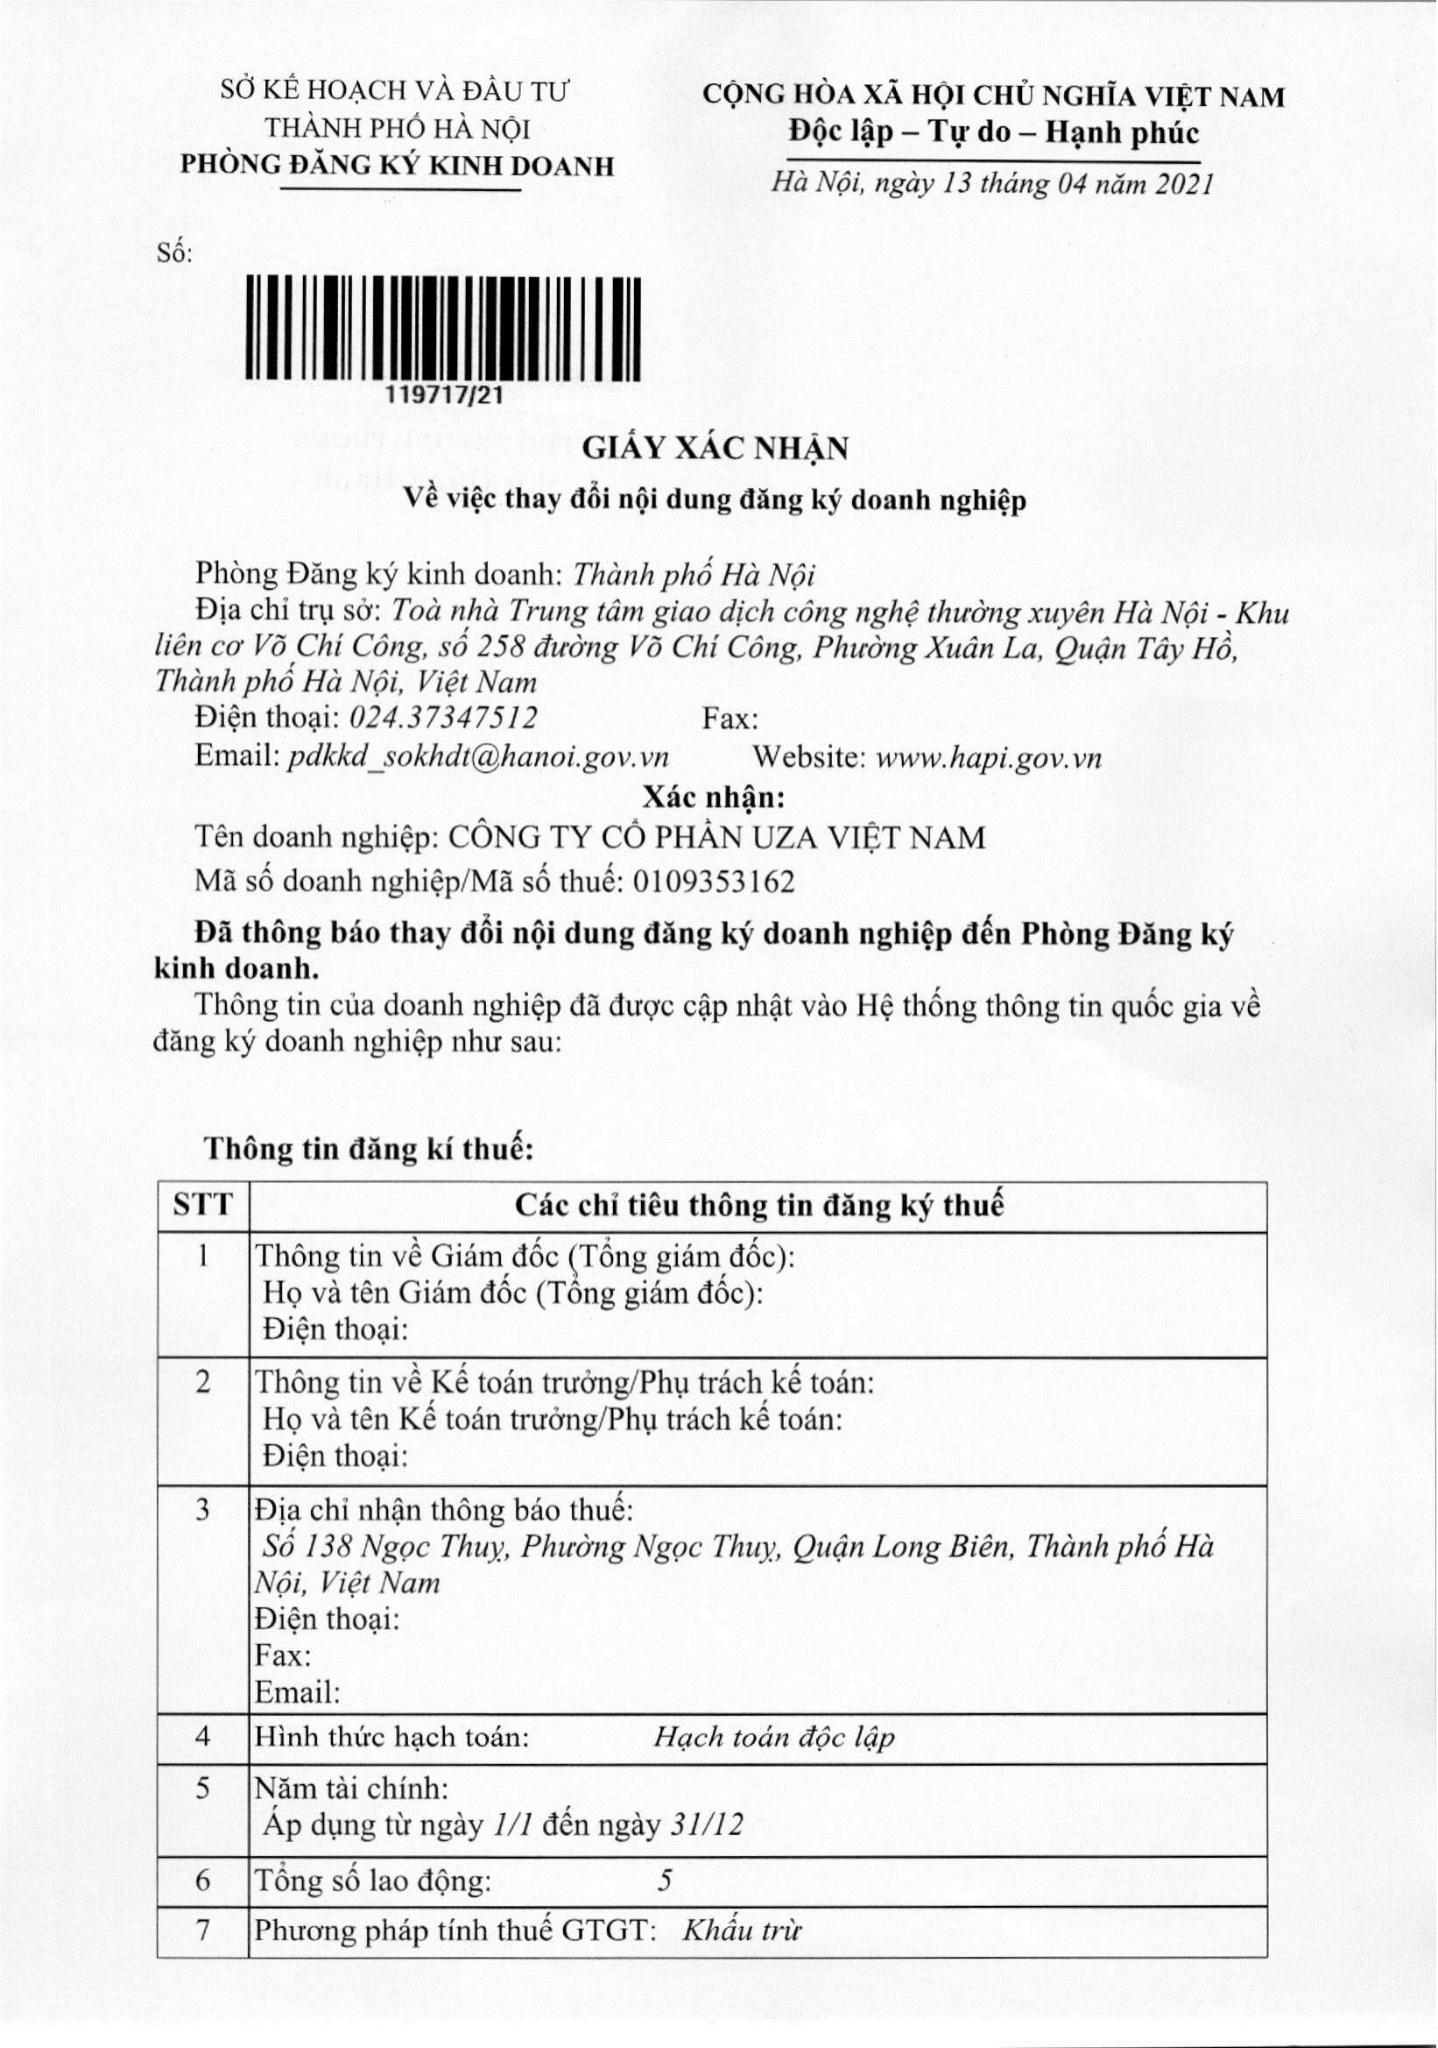 SỞ KẾ HOẠCH VÀ ĐẦU TƯ
THÀNH PHỐ HÀ NỘI
PHÒNG ĐĂNG KÝ KINH DOANH
CỘNG HÒA XÃ HỘI CHỦ NGHĨA VIỆT NAM
Độc lập – Tự do – Hạnh phúc
Hà Nội, ngày 13 tháng 04 năm 2021
Số:
119717/21
GIẤY XÁC NHẬN
Về việc thay đổi nội dung đăng ký doanh nghiệp
Phòng Đăng ký kinh doanh: Thành phố Hà Nội
Địa chỉ trụ sở: Toà nhà Trung tâm giao dịch công nghệ thường xuyên Hà Nội - Khu
liên cơ Võ Chí Công, số 258 đường Võ Chí Công, Phường Xuân La, Quận Tây Hồ,
Thành phố Hà Nội, Việt Nam
Điện thoại: 024.37347512 Fax:
Email: pdkkd_sokhdt@hanoi.gov.vn Website: www.hapi.gov.vn
Xác nhận:
Tên doanh nghiệp: CÔNG TY CỔ PHẦN UZA VIỆT NAM
Mã số doanh nghiệp/Mã số thuế: 0109353162
Đã thông báo thay đổi nội dung đăng ký doanh nghiệp đến Phòng Đăng ký
kinh doanh.
Thông tin của doanh nghiệp đã được cập nhật vào Hệ thống thông tin quốc gia về
đăng ký doanh nghiệp như sau:
Thông tin đăng kí thuế:
STT Các chỉ tiêu thông tin đăng ký thuế
1 Thông tin về Giám đốc (Tổng giám đốc):
Họ và tên Giám đốc (Tổng giám đốc):
Điện thoại:
2 Thông tin về Kế toán trưởng/Phụ trách kế toán:
Họ và tên Kế toán trưởng/Phụ trách kế toán:
Điện thoại:
3 Địa chỉ nhận thông báo thuế:
Số 138 Ngọc Thuỵ, Phường Ngọc Thuỵ, Quận Long Biên, Thành phố Hà
Nội, Việt Nam
Điện thoại:
Fax:
Email:
4 Hình thức hạch toán: Hạch toán độc lập
5 Năm tài chính:
Áp dụng từ ngày 1/1 đến ngày 31/12
6 Tổng số lao động: 5
7 Phương pháp tính thuế GTGT: Khấu trừ